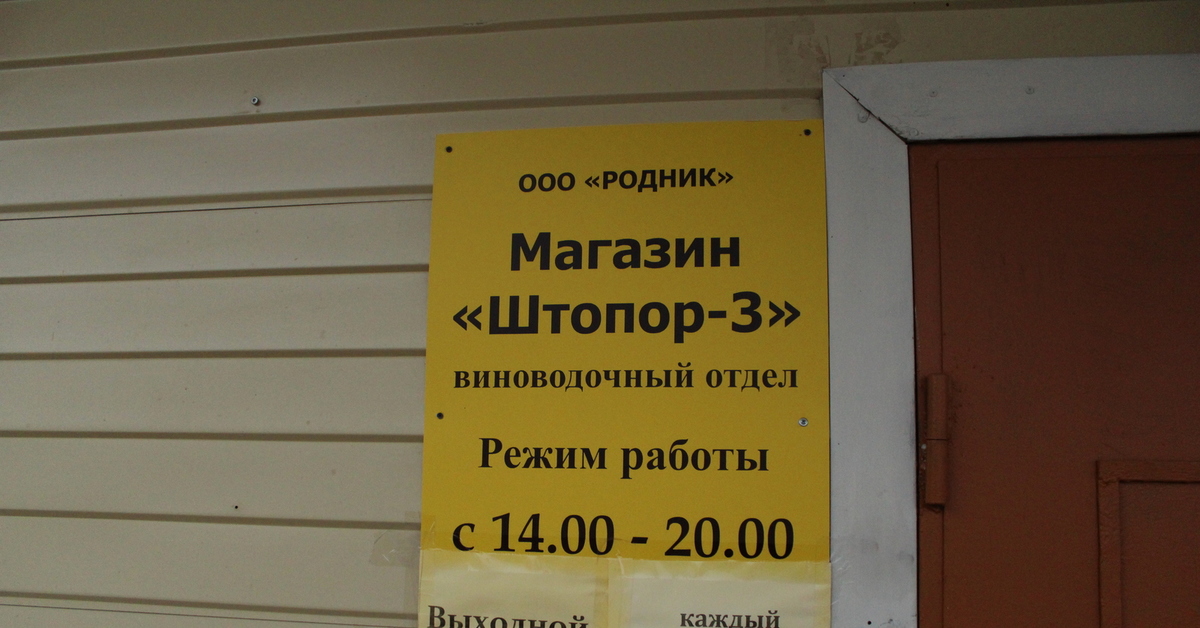 ООО «РОДНИК»
Магазин
«Штопор-3»
виноводочный отдел
Режим работы
с 14.00 - 20.00
Выходной каждый